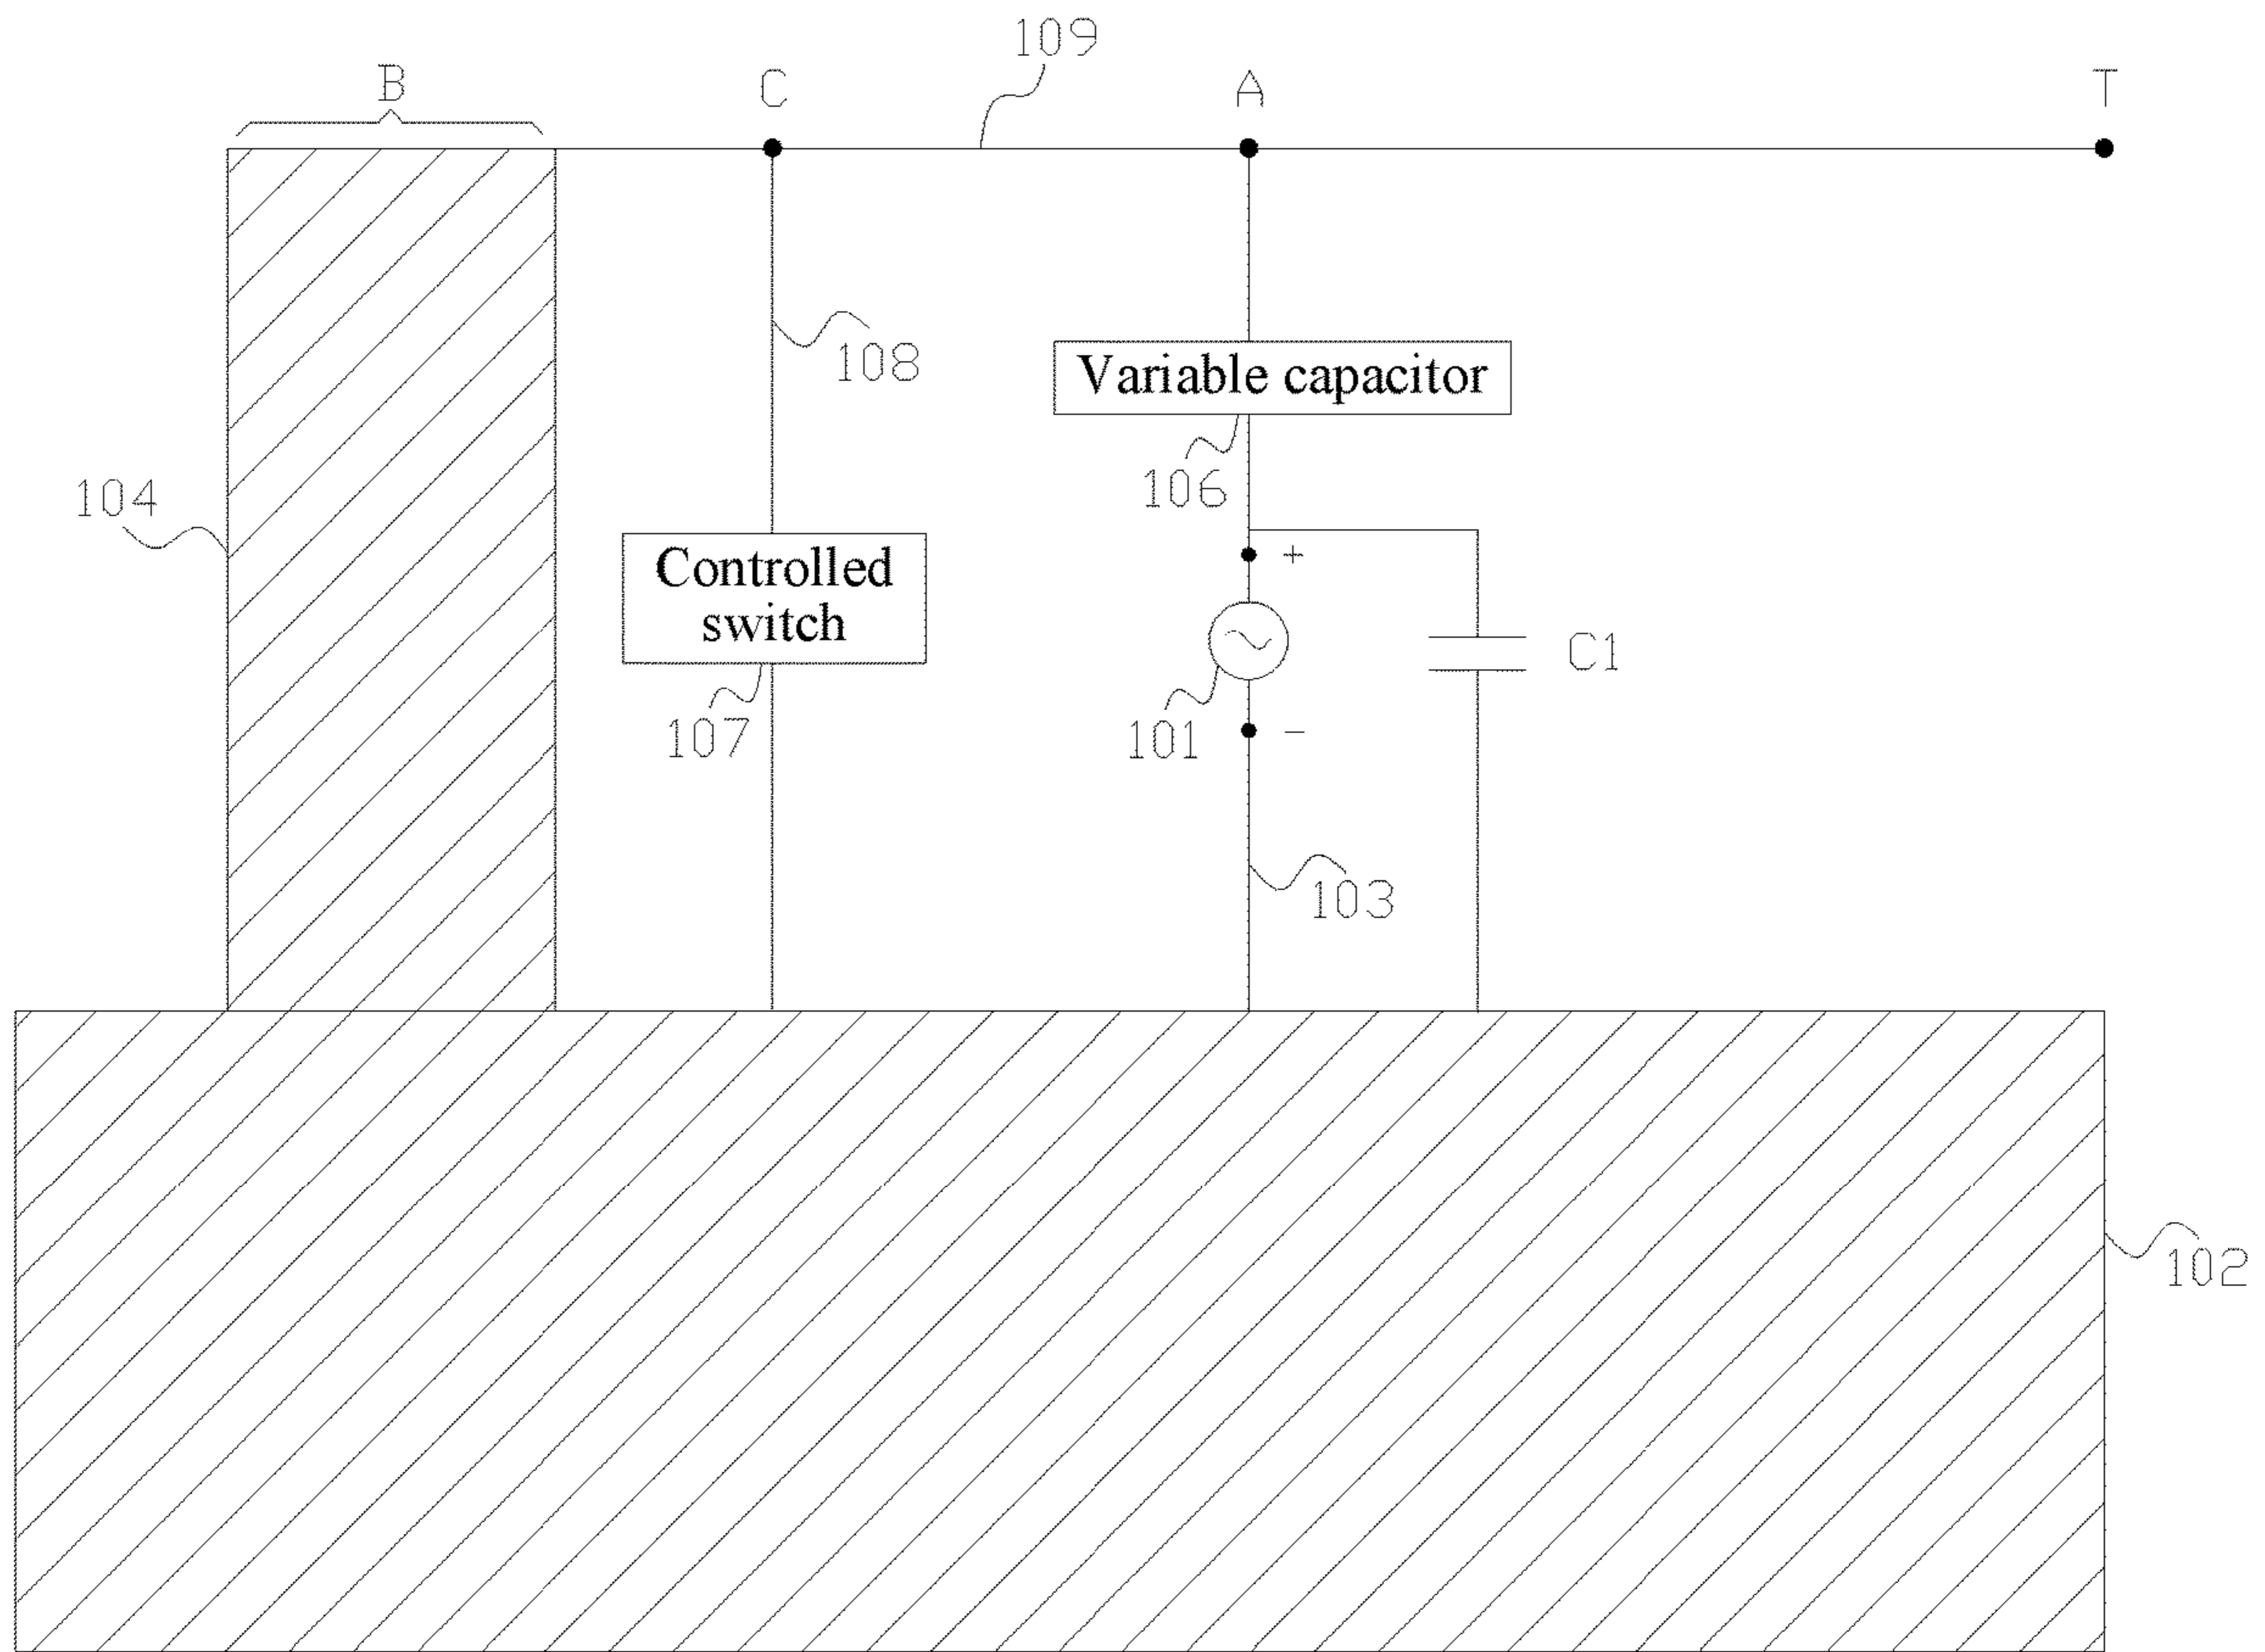 109
B
C
A
T
108
Variable capacitor
104
106
+
Controlled
switch
C1
107
101
-
103
102